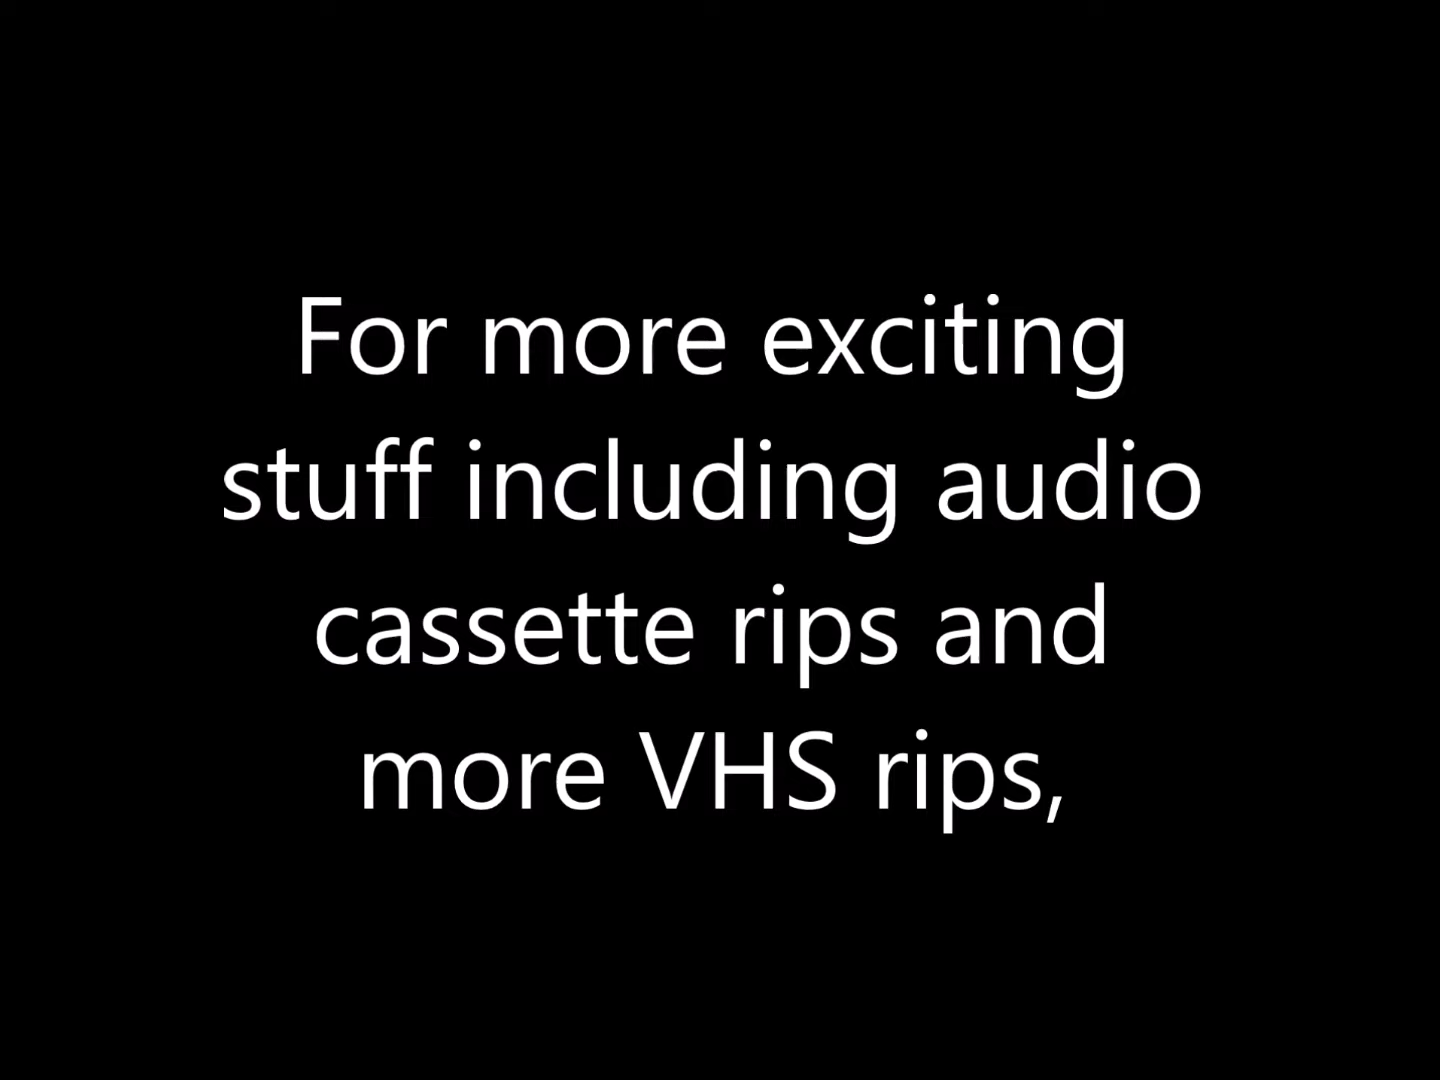 For more exciting
stuff including audio
cassette rips and
more VHS rips,